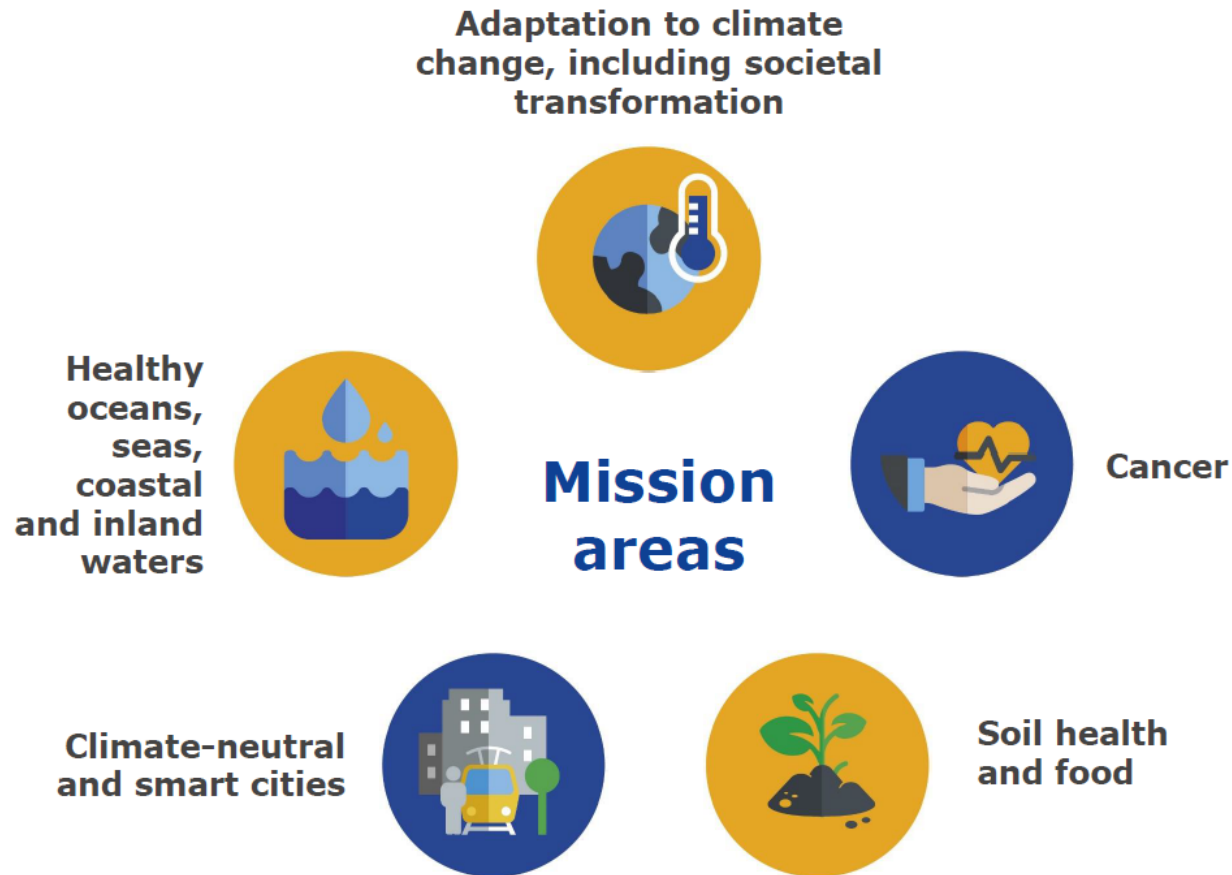 Adaptation to climate
change, including societal
transformation
Healthy
oceans,
seas,
coastal
and inland
waters
Mission
areas
Cancer
Climate-neutral
and smart cities
Soil health
and food